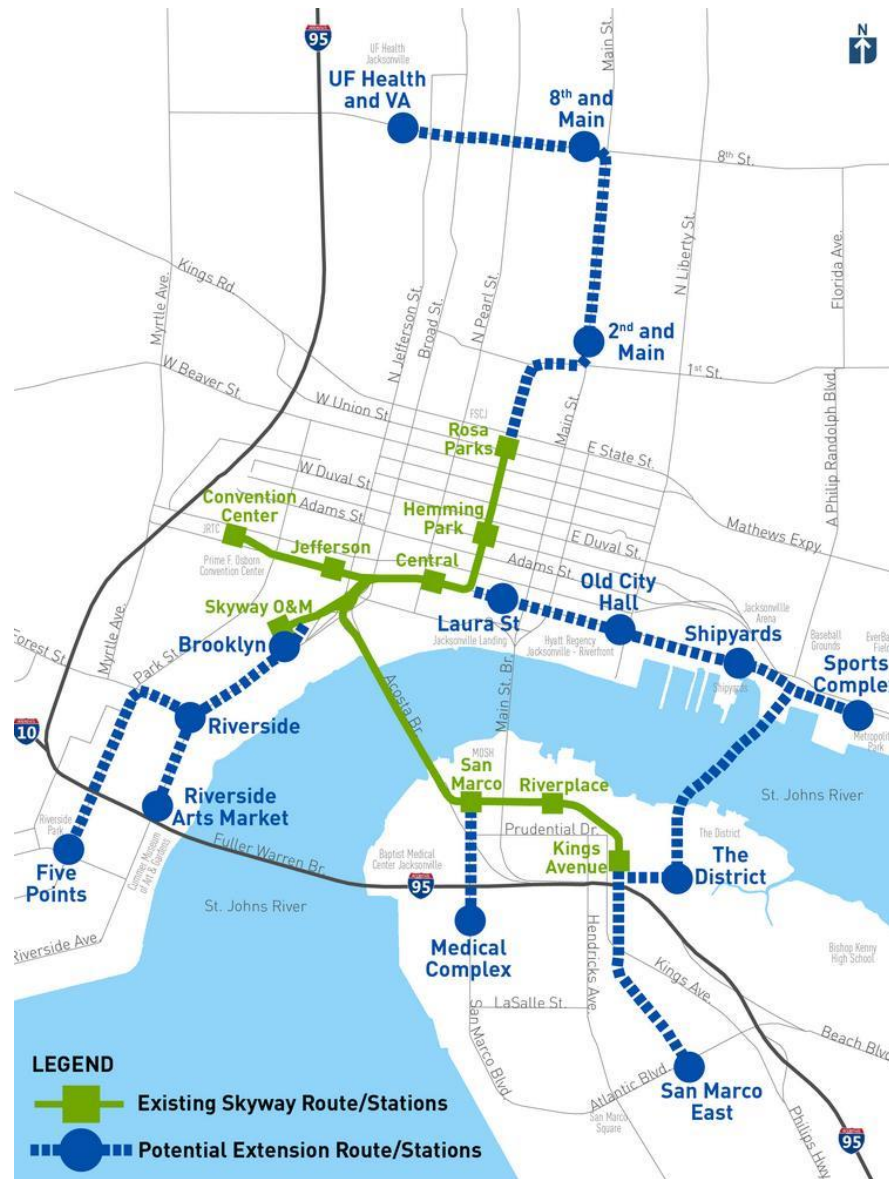 95
Main St.
N
UF Health
Jacksonville
UF Health
and VA
8th and
Main
8th St.
N Liberty St.
Florida Ave.
Kings Rd.
Myrtle Ave.
N Jefferson St.
Broad St.
N Pearl St.
2nd and
Main
1st St.
W Beaver St.
W Union St.
FSCJ
Main St.
Rosa
Parks
E State St.
A Philip Randolph Blvd.
W Duval St.
Adams St.
Convention
Center
JRTC
Prime F. Osborn
Convention Center
Jefferson
Hemming
Park
Central
E Duval St.
Adams St.
Mathews Expy.
Skyway O&M
Laura St
Jacksonville Landing
Old City
Hall
Hyatt Regency
Jacksonville - Riverfront
Shipyards
Shipyards
Jacksonvillle
Arena
Baseball
Grounds
EverBa
Field
Sports
Complex
Metropolit
Park
Myrtle Ave.
Forest St.
Park St.
Brooklyn
10
Riverside
Acosta Br.
Main St. Br.
MOSH
San
Marco
Riverplace
St. Johns River
Riverside
Arts Market
Riverside
Park
Cummer Museum
of Art & Gardens
Fuller Warren Br.
Prudential Dr.
Kings
Avenue
The District
The
District
Baptist Medical
Center Jacksonville
95
Five
Points
St. Johns River
Riverside Ave.
Medical
Complex
Hendricks Ave.
Bishop Kenny
High School
Kings Ave.
LaSalle St.
San Marco Blvd.
Beach Blvd
Atlantic Blvd.
San Marco
East
San Marco
Square
Philips Hwy
95
LEGEND
Existing Skyway Route/Stations
Potential Extension Route/Stations